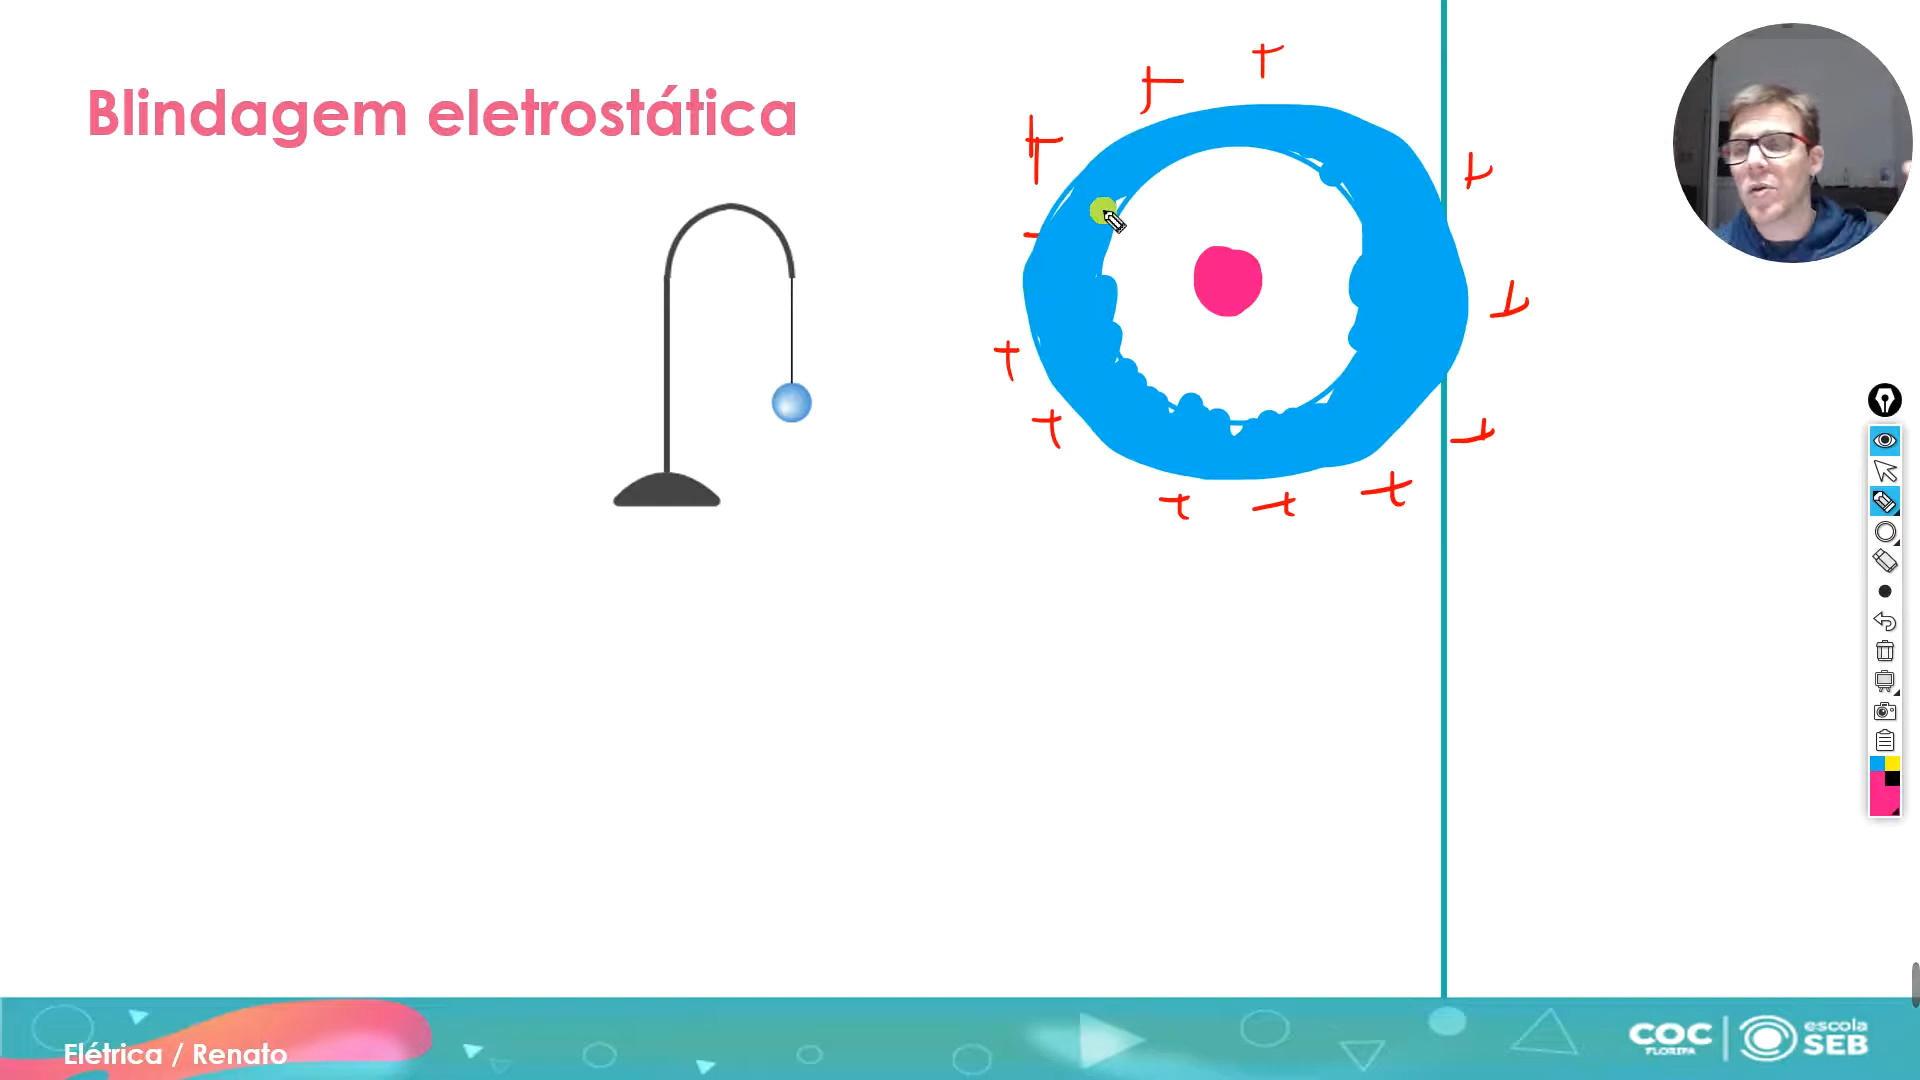 Blindagem eletrostática
+
+
+
+
+
+
+
+
+
+
+
+
-
Elétrica / Renato
COC
FLORIPA
escola
SEB